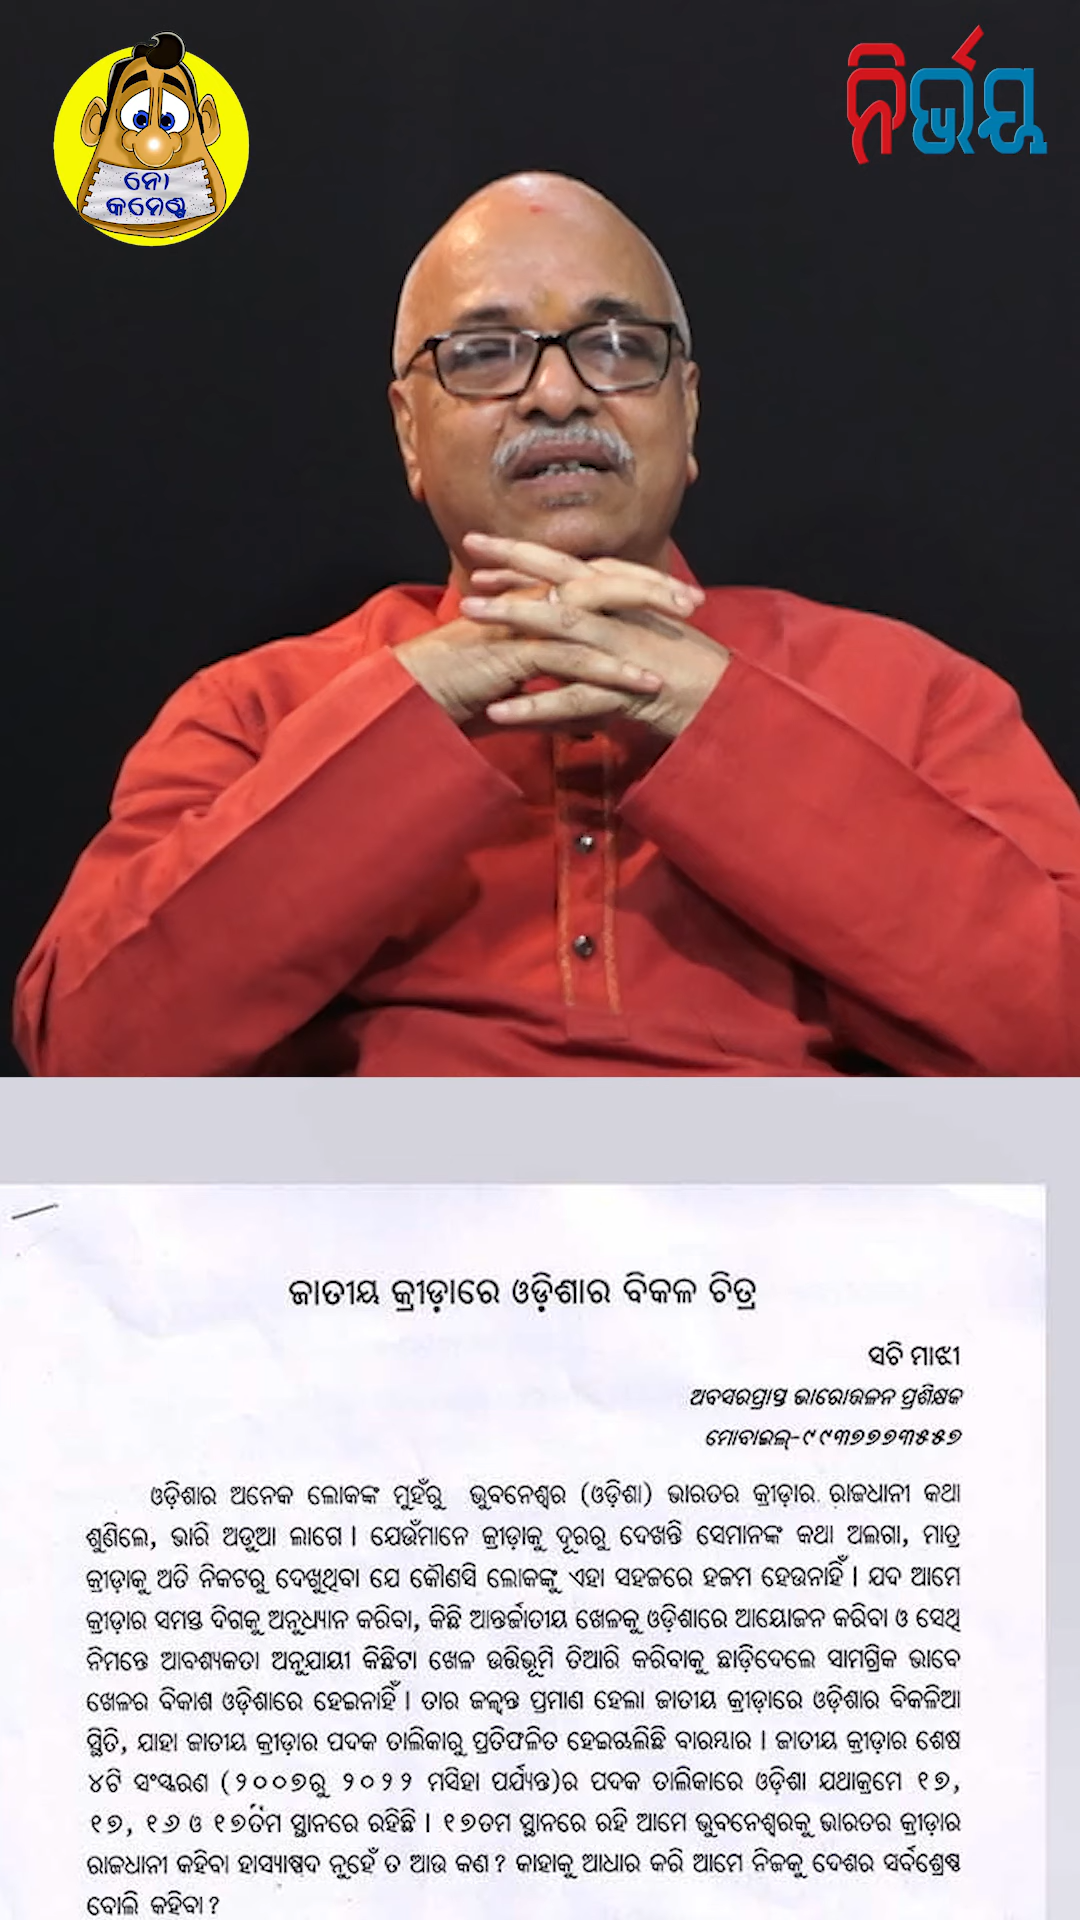 ନୋ
କମେଣ୍ଟ
ନିର୍ଭୟ
ଜାତୀୟ କ୍ରୀଡ଼ାରେ ଓଡ଼ିଶାର ବିକଳ ଚିତ୍ର
ସଚି ମାଝୀ
ଅବସରପ୍ରାପ୍ତ ଭାରୋତ୍ତଳନ ପ୍ରଶିକ୍ଷକ
ମୋବାଇଲ୍-୯୯୩୭୭୭୩୫୫୭
ଓଡ଼ିଶାର ଅନେକ ଲୋକଙ୍କ ମୁହଁରୁ ଭୁବନେଶ୍ୱର (ଓଡ଼ିଶା) ଭାରତର କ୍ରୀଡ଼ାର ରାଜଧାନୀ କଥା
ଶୁଣିଲେ, ଭାରି ଅଡୁଆ ଲାଗେ । ଯେଉଁମାନେ କ୍ରୀଡ଼ାକୁ ଦୂରରୁ ଦେଖନ୍ତି ସେମାନଙ୍କ କଥା ଅଲଗା, ମାତ୍ର
କ୍ରୀଡ଼ାକୁ ଅତି ନିକଟରୁ ଦେଖୁଥିବା ଯେ କୌଣସି ଲୋକଙ୍କୁ ଏହା ସହଜରେ ହଜମ ହେଉନାହିଁ । ଯଦ ଆମେ
କ୍ରୀଡ଼ାର ସମସ୍ତ ଦିଗକୁ ଅନୁଧ୍ୟାନ କରିବା, କିଛି ଆନ୍ତର୍ଜାତୀୟ ଖେଳକୁ ଓଡ଼ିଶାରେ ଆୟୋଜନ କରିବା ଓ ସେଥି
ନିମନ୍ତେ ଆବଶ୍ୟକତା ଅନୁଯାୟୀ କିଛିଟା ଖେଳ ଭିତ୍ତିଭୂମି ତିଆରି କରିବାକୁ ଛାଡ଼ିଦେଲେ ସାମଗ୍ରିକ ଭାବେ
ଖେଳର ବିକାଶ ଓଡ଼ିଶାରେ ହେଇନାହିଁ । ତାର ଜଳନ୍ତ ପ୍ରମାଣ ହେଲା ଜାତୀୟ କ୍ରୀଡ଼ାରେ ଓଡ଼ିଶାର ବିକଳିଆ
ସ୍ଥିତି, ଯାହା ଜାତୀୟ କ୍ରୀଡ଼ାର ପଦକ ତାଲିକାରୁ ପ୍ରତିଫଳିତ ହେଇଚାଲିଛି ବାରମ୍ବାର । ଜାତୀୟ କ୍ରୀଡ଼ାର ଶେଷ
୪ଟି ସଂସ୍କରଣ (୨୦୦୭ରୁ ୨୦୨୨ ମସିହା ପର୍ଯ୍ୟନ୍ତ)ର ପଦକ ତାଲିକାରେ ଓଡ଼ିଶା ଯଥାକ୍ରମେ ୧୭,
୧୭, ୧୬ ଓ ୧୭ତମ ସ୍ଥାନରେ ରହିଛି । ୧୭ତମ ସ୍ଥାନରେ ରହି ଆମେ ଭୁବନେଶ୍ୱରକୁ ଭାରତର କ୍ରୀଡ଼ାର
ରାଜଧାନୀ କହିବା ହାସ୍ୟାଷ୍ପଦ ନୁହେଁ ତ ଆଉ କଣ ? କାହାକୁ ଆଧାର କରି ଆମେ ନିଜକୁ ଦେଶର ସର୍ବଶ୍ରେଷ୍ଠ
ବୋଲି କହିବା ?